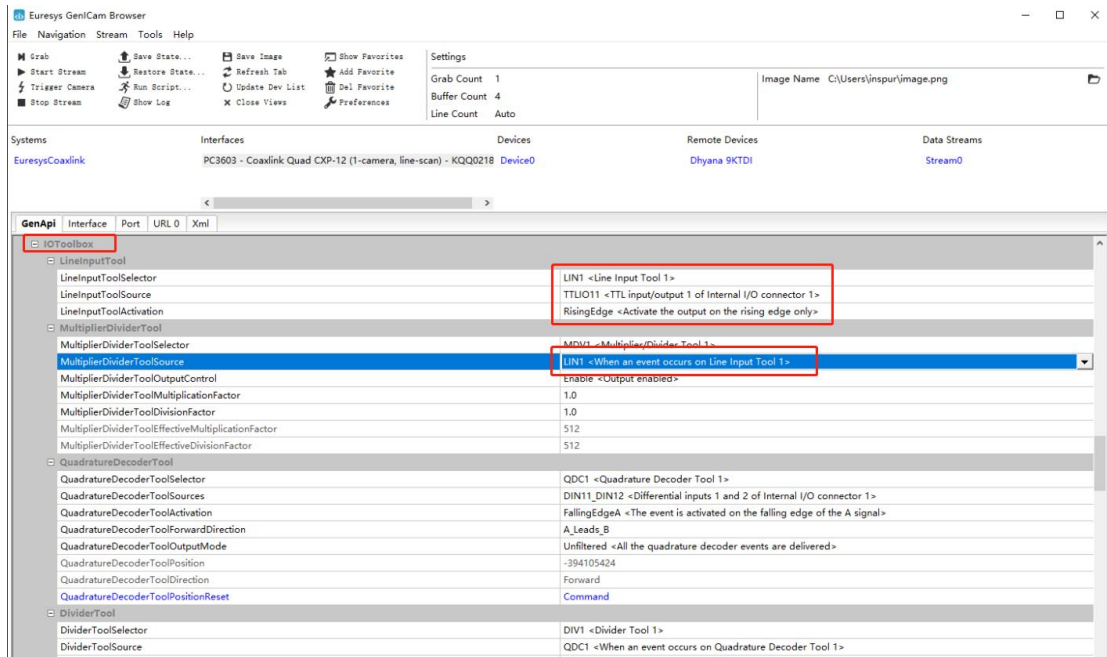 Euresys GenICam Browser
File Navigation Stream Tools Help
Grab Save State... Save Image Show Favorites Settings
Start Stream Restore State... Refresh Tab Add Favorite Grab Count 1 Image Name C:\Users\inspur\image.png
Trigger Camera Run Script... Update Dev List Del Favorite Buffer Count 4
Stop Stream Show Log Close Views Preferences Line Count Auto
Systems Interfaces Devices Remote Devices Data Streams
EuresysCoaxlink PC3603 - Coaxlink Quad CXP-12 (1-camera, line-scan) - KQQ0218 Device0 Dhyana 9KTDI Stream0
GenApi Interface Port URL 0 Xml
IOToolbox
LineInputTool
LineInputToolSelector LIN1 <Line Input Tool 1>
LineInputToolSource TTLIO11 <TTL input/output 1 of Internal I/O connector 1>
LineInputToolActivation RisingEdge <Activate the output on the rising edge only>
MultiplierDividerTool
MultiplierDividerToolSelector MDV1 <Multiplier/Divider Tool 1>
MultiplierDividerToolSource LIN1 <When an event occurs on Line Input Tool 1>
MultiplierDividerToolOutputControl Enable <Output enabled>
MultiplierDividerToolMultiplicationFactor 1.0
MultiplierDividerToolDivisionFactor 1.0
MultiplierDividerToolEffectiveMultiplicationFactor 512
MultiplierDividerToolEffectiveDivisionFactor 512
QuadratureDecoderTool
QuadratureDecoderToolSelector QDC1 <Quadrature Decoder Tool 1>
QuadratureDecoderToolSources DIN11_DIN12 <Differential inputs 1 and 2 of Internal I/O connector 1>
QuadratureDecoderToolActivation FallingEdgeA <The event is activated on the falling edge of the A signal>
QuadratureDecoderToolForwardDirection A_Leads_B
QuadratureDecoderToolOutputMode Unfiltered <All the quadrature decoder events are delivered>
QuadratureDecoderToolPosition -394105424
QuadratureDecoderToolDirection Forward
QuadratureDecoderToolPositionReset Command
DividerTool
DividerToolSelector DIV1 <Divider Tool 1>
DividerToolSource QDC1 <When an event occurs on Quadrature Decoder Tool 1>